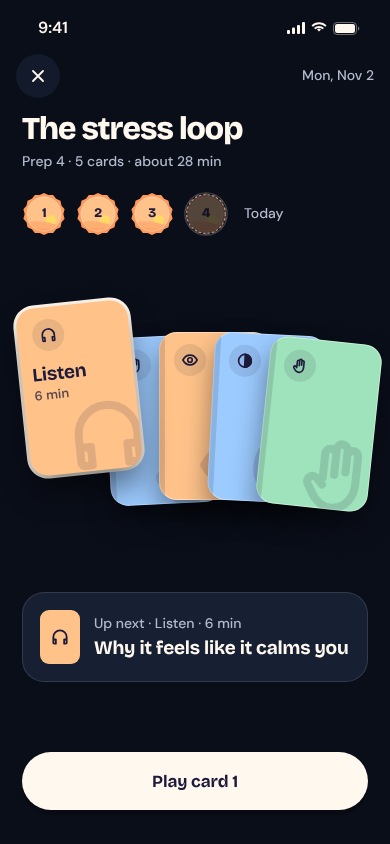 9:41
Mon, Nov 2
The stress loop
Prep 4 · 5 cards · about 28 min
1 2 3 4 Today
Listen
6 min
Up next · Listen · 6 min
Why it feels like it calms you
Play card 1